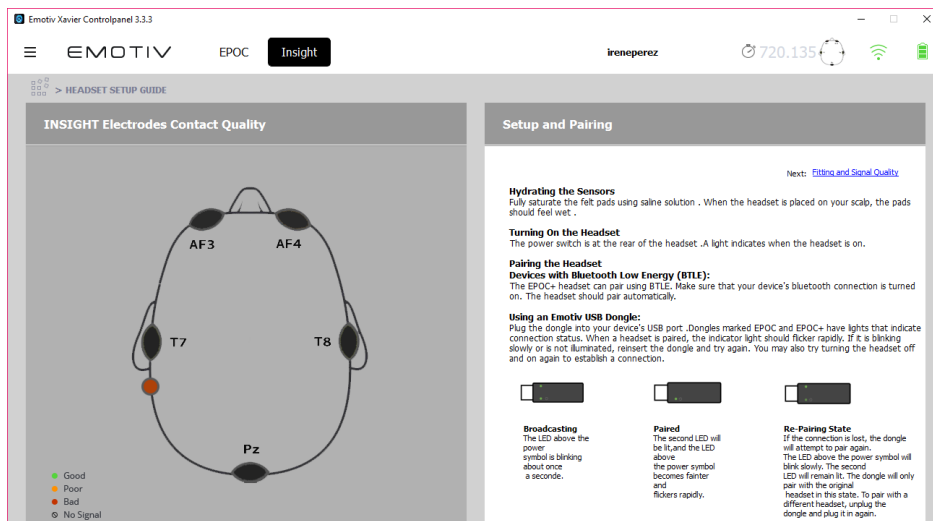 Emotiv Xavier Controlpanel 3.3.3
EMOTIV
EPOC
Insight
ireneperez
720.135
> HEADSET SETUP GUIDE
INSIGHT Electrodes Contact Quality
AF3
AF4
T7
T8
Pz
Good
Poor
Bad
No Signal
Setup and Pairing
Next: Fitting and Signal Quality
Hydrating the Sensors
Fully saturate the felt pads using saline solution . When the headset is placed on your scalp, the pads
should feel wet .
Turning On the Headset
The power switch is at the rear of the headset .A light indicates when the headset is on.
Pairing the Headset
Devices with Bluetooth Low Energy (BTLE):
The EPOC+ headset can pair using BTLE. Make sure that your device's bluetooth connection is turned
on. The headset should pair automatically.
Using an Emotiv USB Dongle:
Plug the dongle into your device's USB port .Dongles marked EPOC and EPOC+ have lights that indicate
connection status. When a headset is paired, the indicator light should flicker rapidly. If it is blinking
slowly or is not illuminated, reinsert the dongle and try again. You may also try turning the headset off
and on again to establish a connection.
Broadcasting
The LED above the
power
symbol is blinking
about once
a seconde.
Paired
The second LED will
be lit,and the LED
above
the power symbol
becomes fainter
and
flickers rapidly.
Re-Pairing State
If the connection is lost, the dongle
will attempt to pair again.
The LED above the power symbol will
blink slowly. The second
LED will remain lit. The dongle will only
pair with the original
headset in this state. To pair with a
different headset, unplug the
dongle and plug it in again.